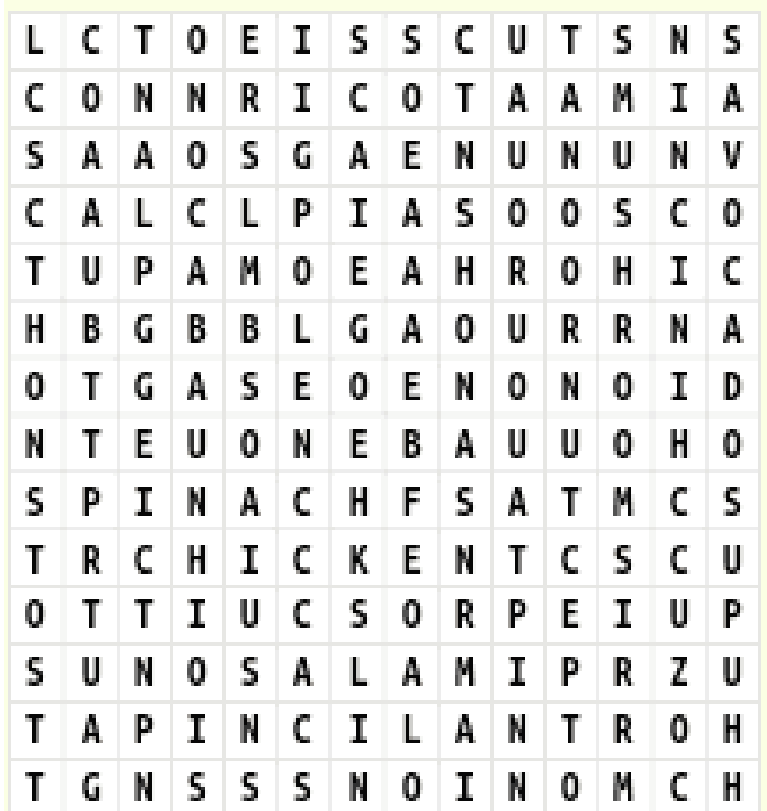 L C T O E I S S C U T S N S
C O N N R I C O T A A M I A
S A A O S G A E N U N U N V
C A L C L P I A S O O S C O
T U P A M O E A H R O H I C
H B G B B L G A O U R R N A
O T G A S E O E N O N O I D
N T E U O N E B A U U O H O
S P I N A C H F S A T M C S
T R C H I C K E N T C S C U
O T T I U C S O R P E I U P
S U N O S A L A M I P R Z U
T A P I N C I L A N T R O H
T G N S S S N O I N O M C H